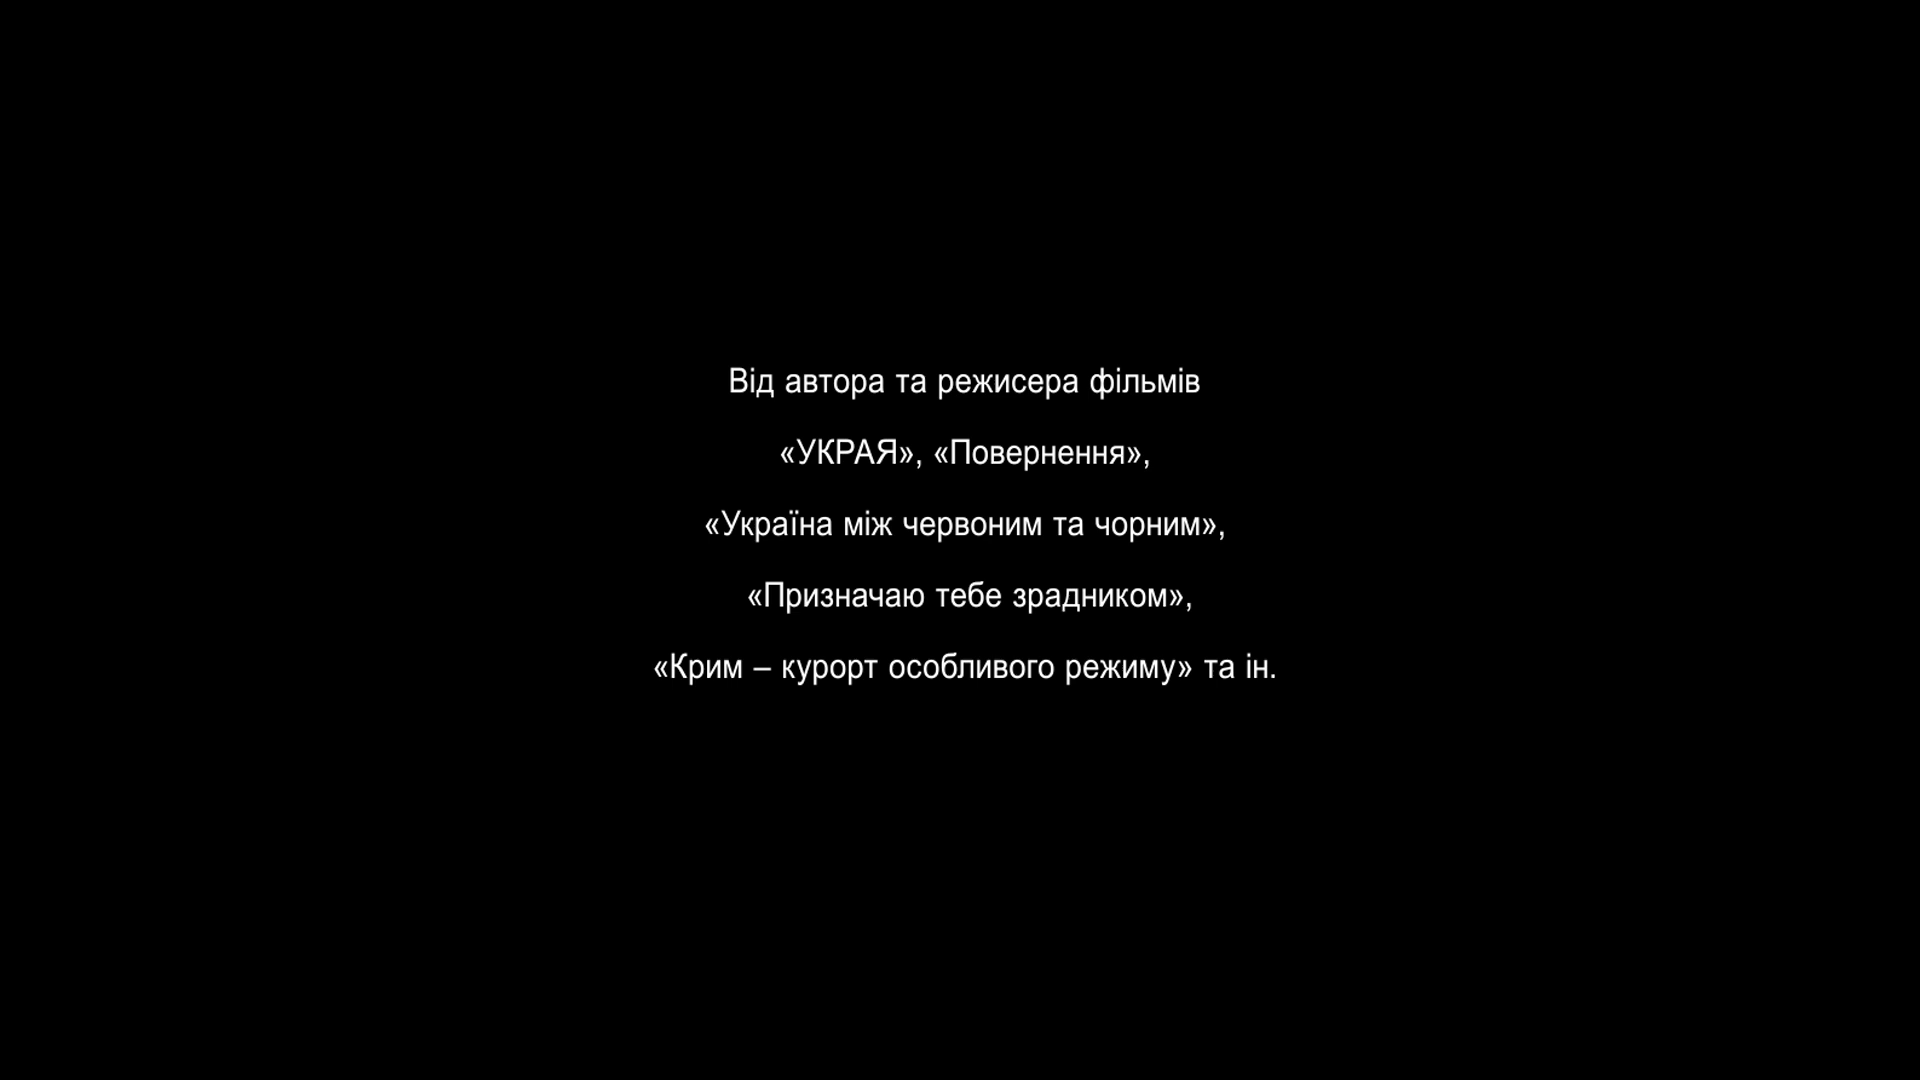 Від автора та режисера фільмів
«УКРАЯ», «Повернення»,
«Україна між червоним та чорним»,
«Призначаю тебе зрадником»,
«Крим – курорт особливого режиму» та ін.